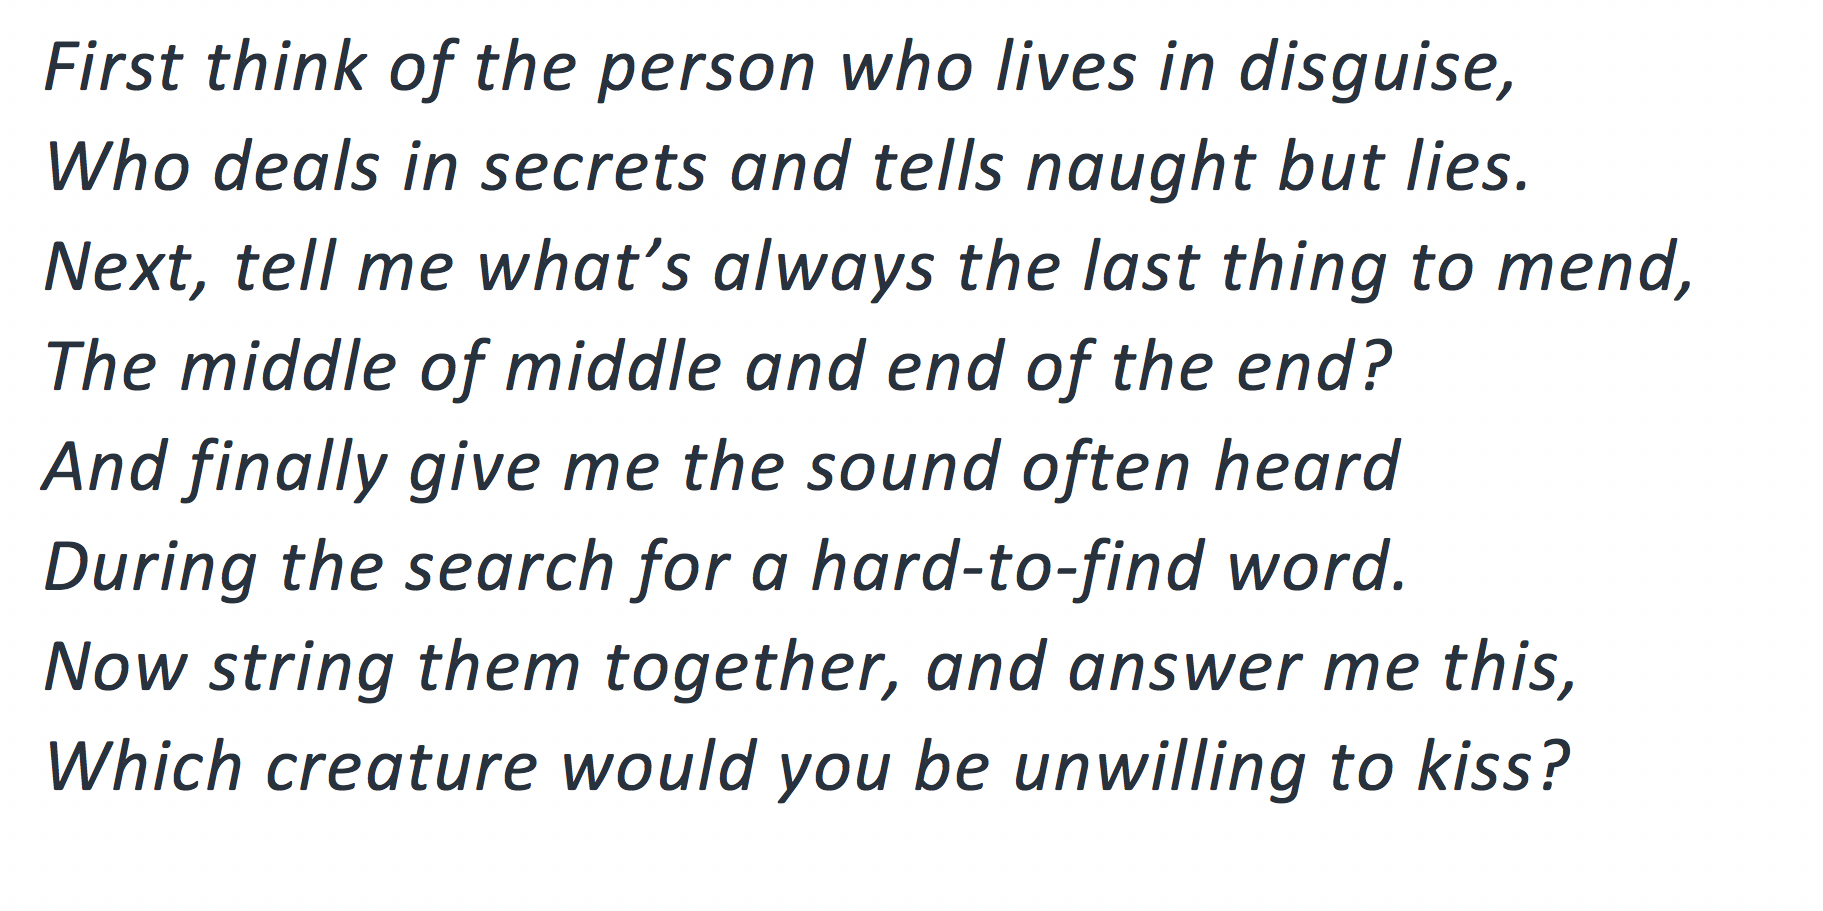 First think of the person who lives in disguise,
Who deals in secrets and tells naught but lies.
Next, tell me what’s always the last thing to mend,
The middle of middle and end of the end?
And finally give me the sound often heard
During the search for a hard-to-find word.
Now string them together, and answer me this,
Which creature would you be unwilling to kiss?